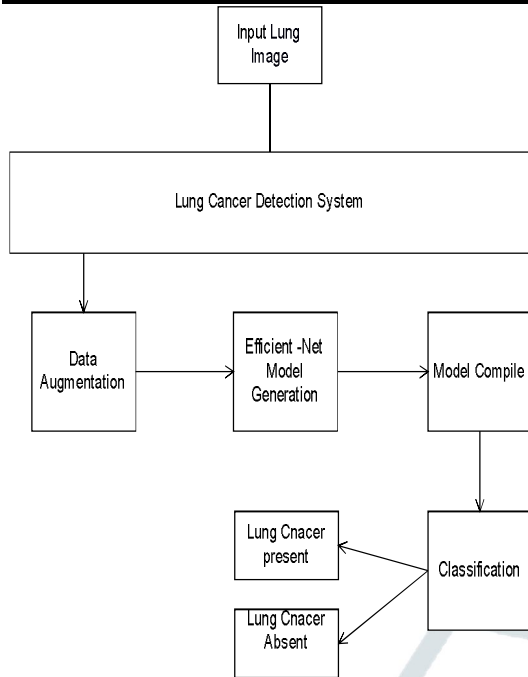 Input Lung
Image
Lung Cancer Detection System
Data
Augmentation
Efficient -Net
Model
Generation
Model Compile
Classification
Lung Cnacer
present
Lung Cnacer
Absent